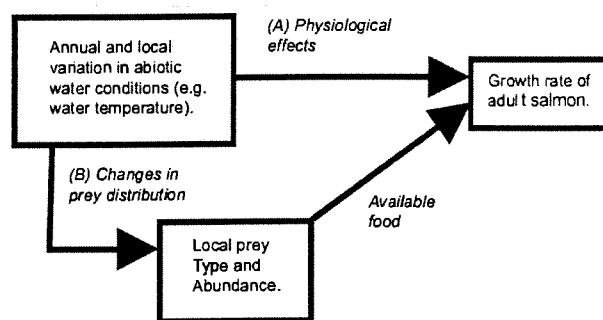 (A) Physiological
effects
Annual and local
variation in abiotic
water conditions (e.g.
water temperature).
Growth rate of
adult salmon.
(B) Changes in
prey distribution
Available
food
Local prey
Type and
Abundance.